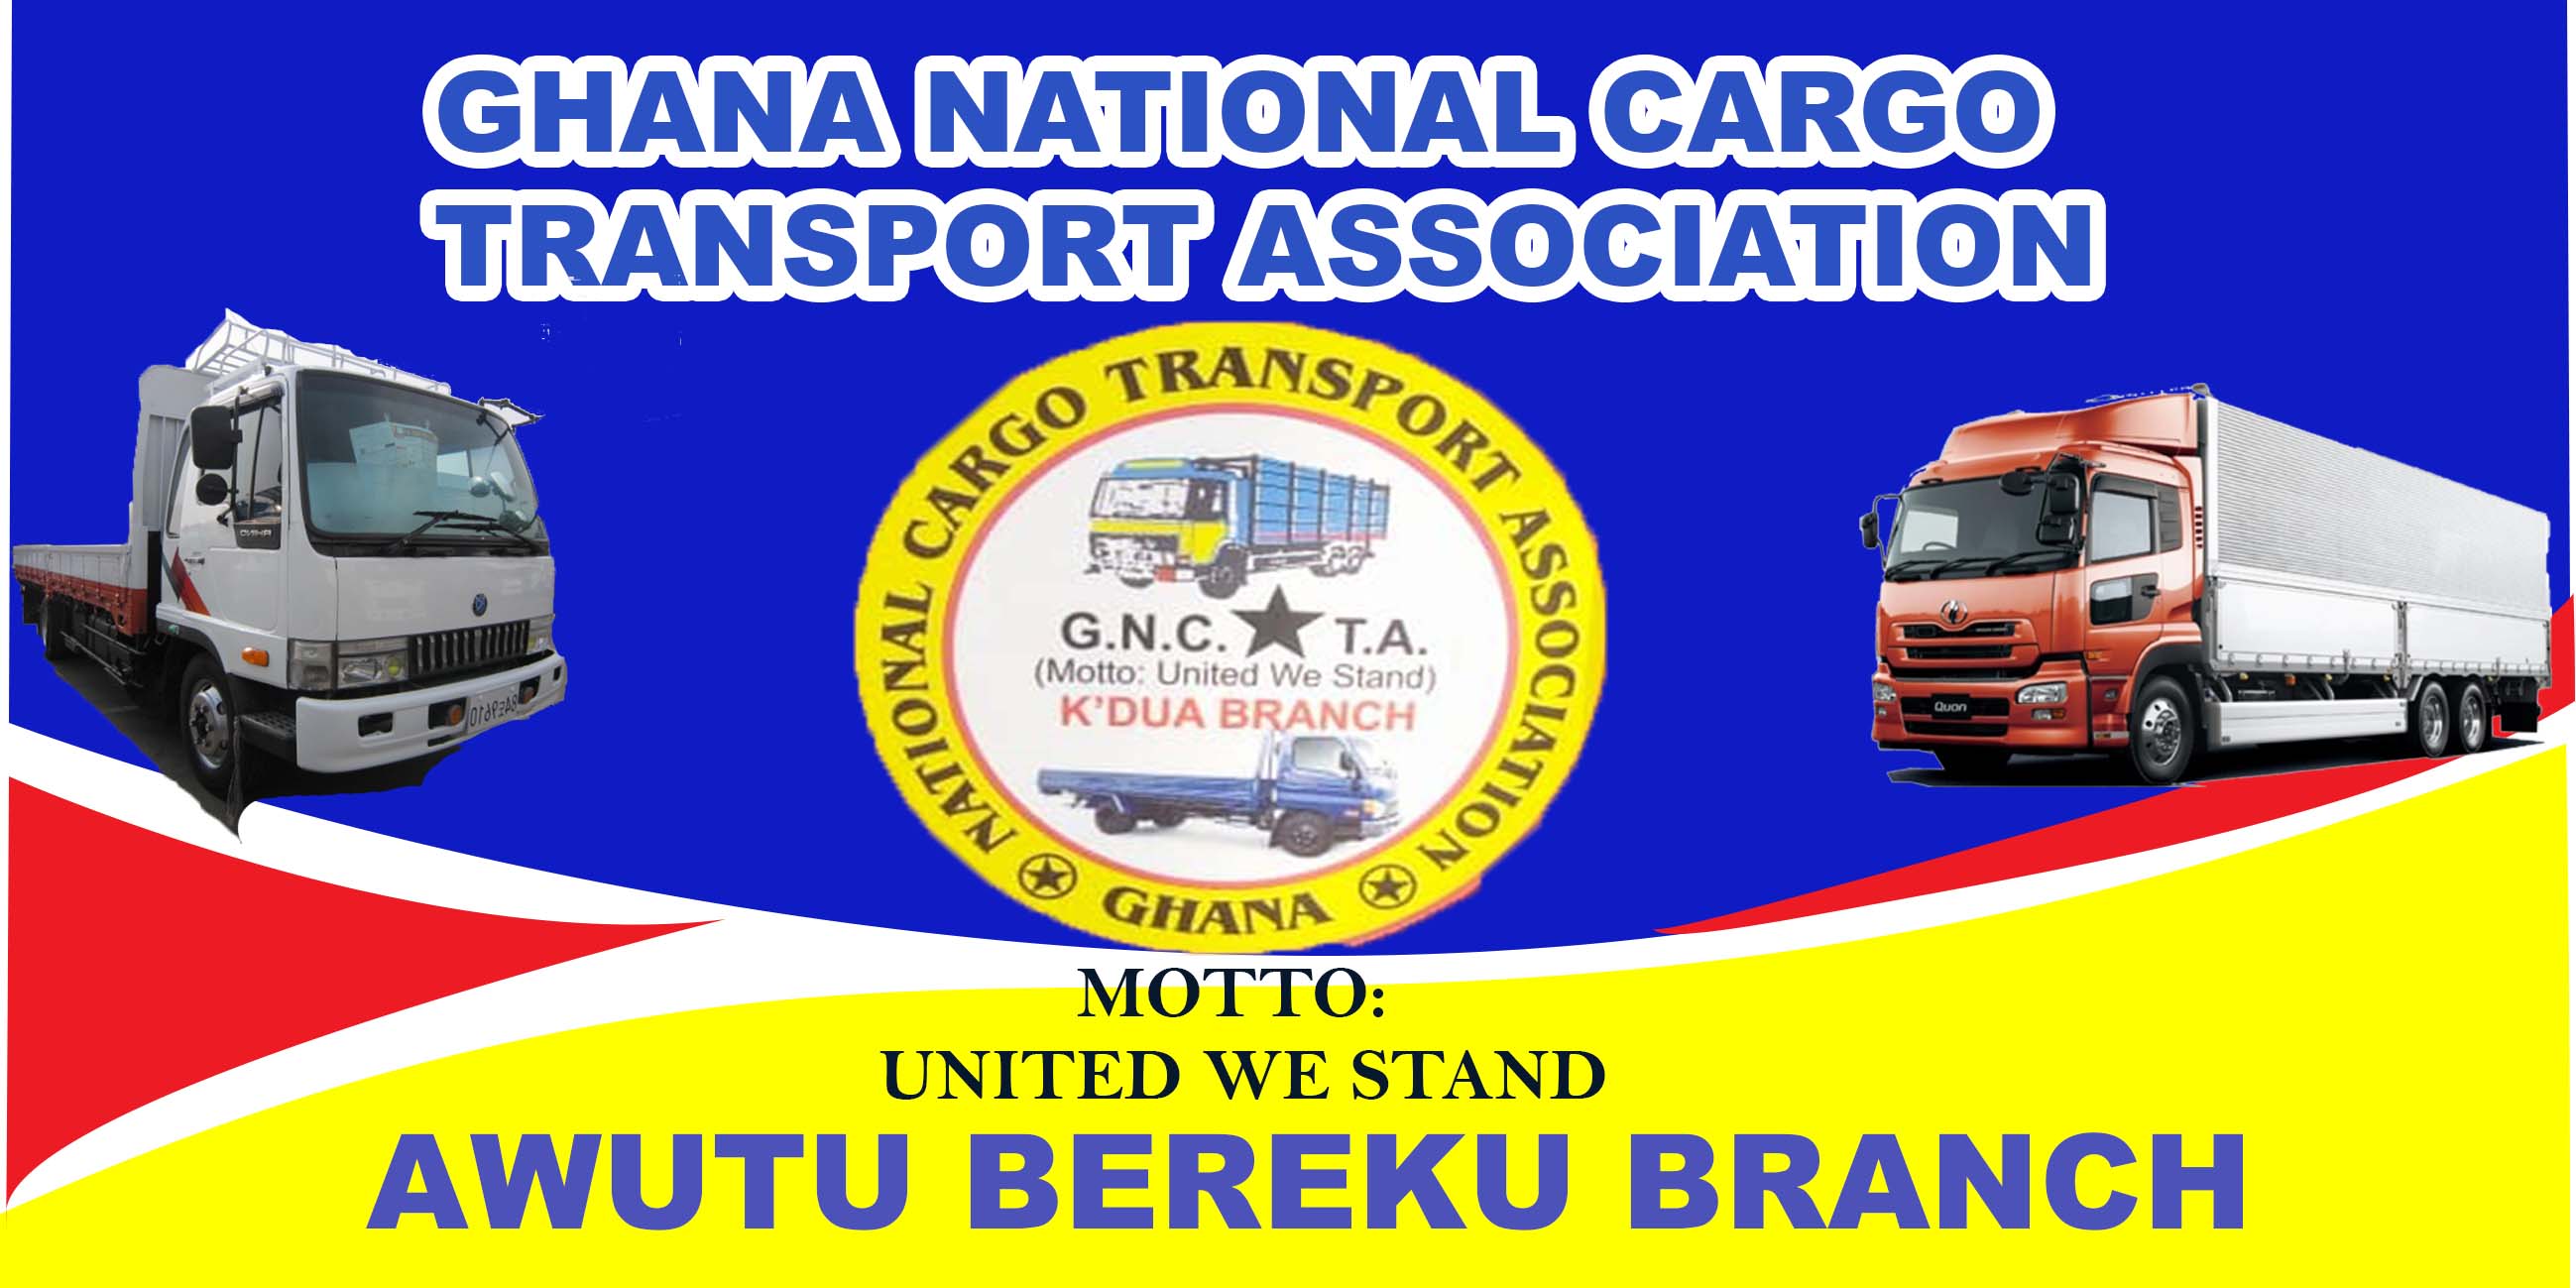 GHANA NATIONAL CARGO
TRANSPORT ASSOCIATION
NATIONAL CARGO TRANSPORT ASSOCIATION
G.N.C. T.A.
(Motto: United We Stand)
K'DUA BRANCH
GHANA
Quon
MOTTO:
UNITED WE STAND
AWUTU BEREKU BRANCH